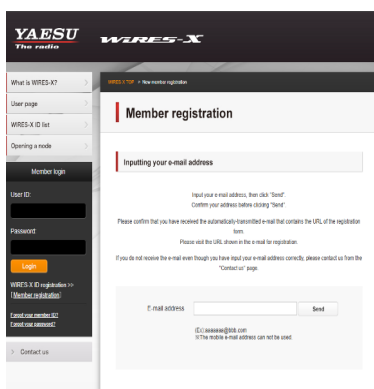 YAESU
The radio
WIRES-X
What is WIRES-X?
User page
WIRES-X ID list
Opening a node
Member login
User ID:
Password:
Login
WIRES-X ID registration >>
[Member registration]
Forgot your member ID?
Forgot your password?
Contact us
WIRES-X TOP > New member registration
Member registration
Inputting your e-mail address
Input your e-mail address, then click "Send".
Confirm your address before clicking "Send"
Please confirm that you have received the automatically-transmitted e-mail that contains the URL of the registration
form.
Please visit the URL shown in the e-mail for registration
If you do not receive the e-mail even though you have input your e-mail address correctly, please contact us from the
"Contact us" page.
E-mail address
Send
(Ex) aaaaaaa@bbb.com
※The mobile e-mail address can not be used.